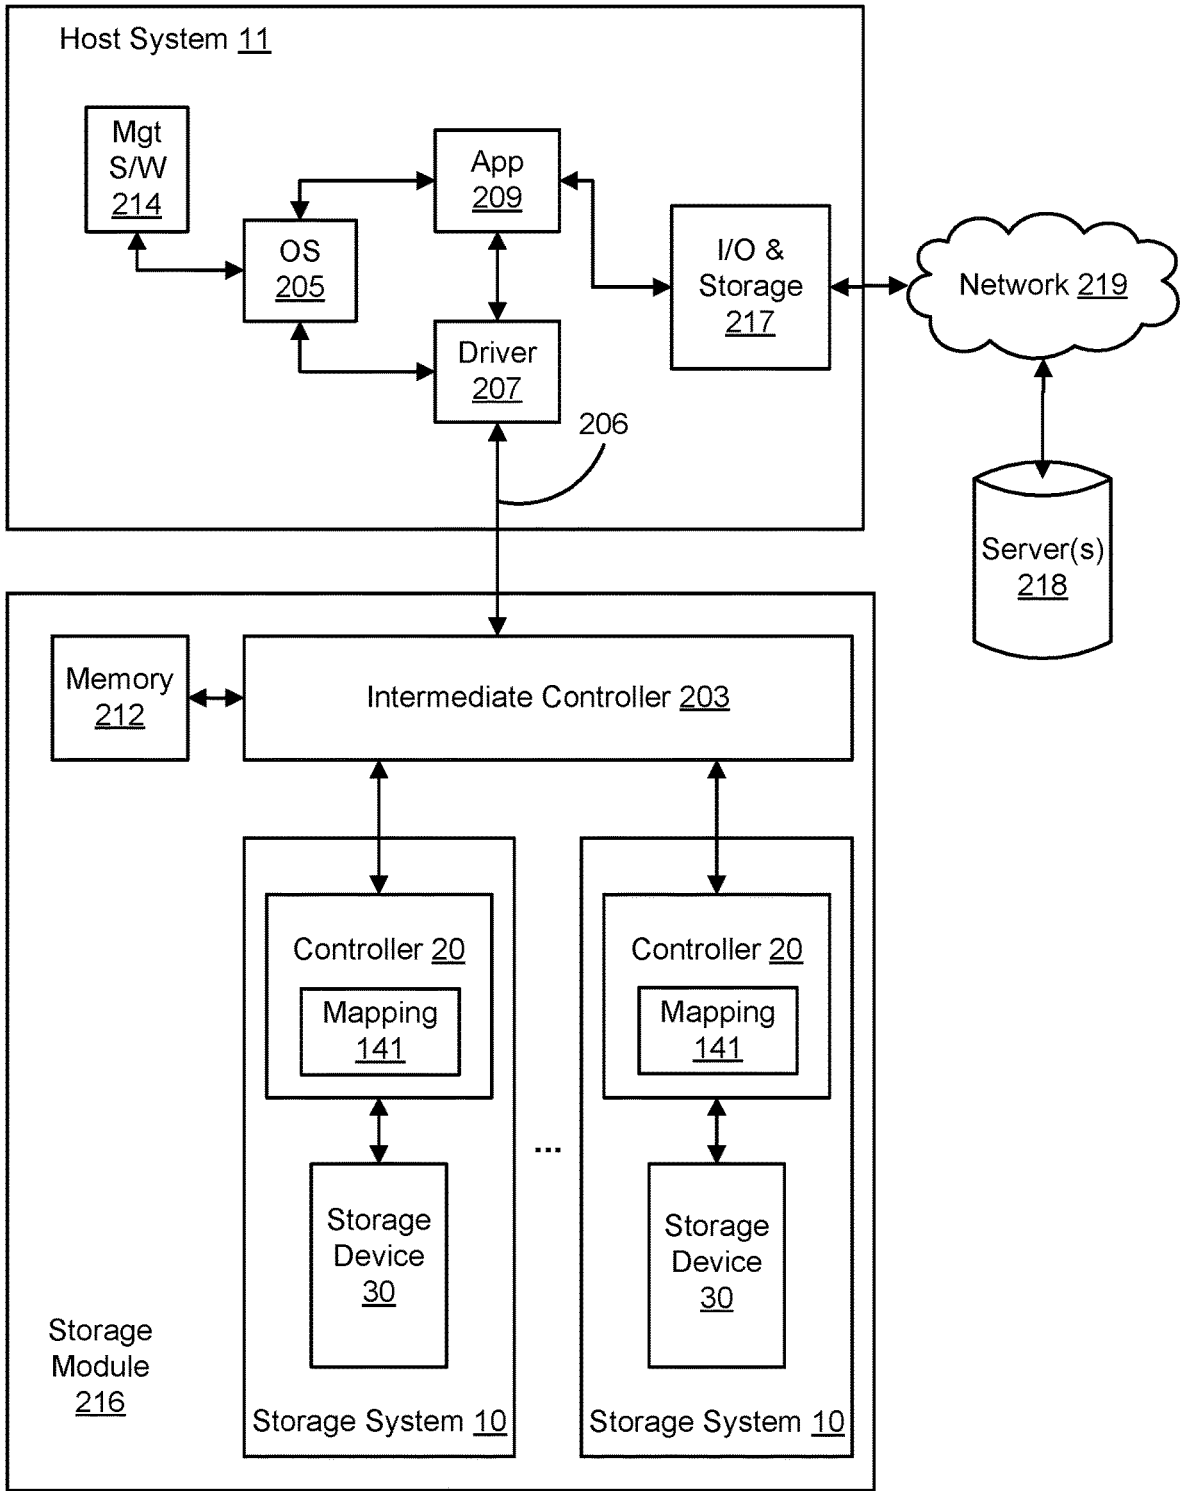 Host System 11
Mgt
S/W
214
App
209
OS
205
I/O &
Storage
217
Network 219
Driver
207
206
Server(s)
218
Memory
212
Intermediate Controller 203
Controller 20
Mapping
141
Controller 20
Mapping
141
...
Storage
Device
30
Storage
Device
30
Storage
Module
216
Storage System 10
Storage System 10